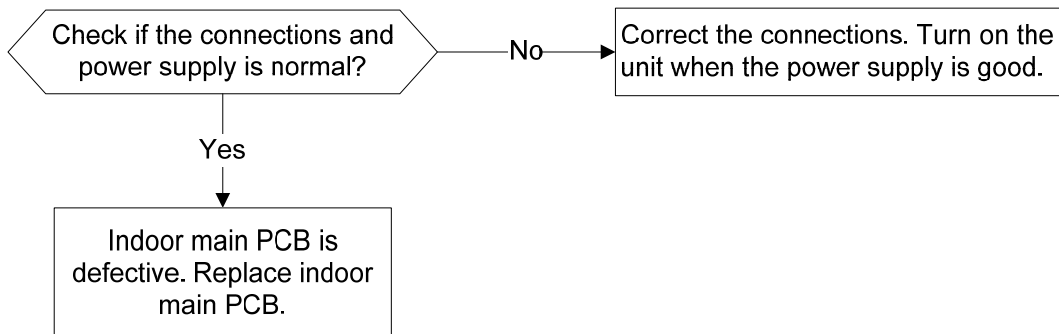 Check if the connections and
power supply is normal?
No
Correct the connections. Turn on the
unit when the power supply is good.
Yes
Indoor main PCB is
defective. Replace indoor
main PCB.